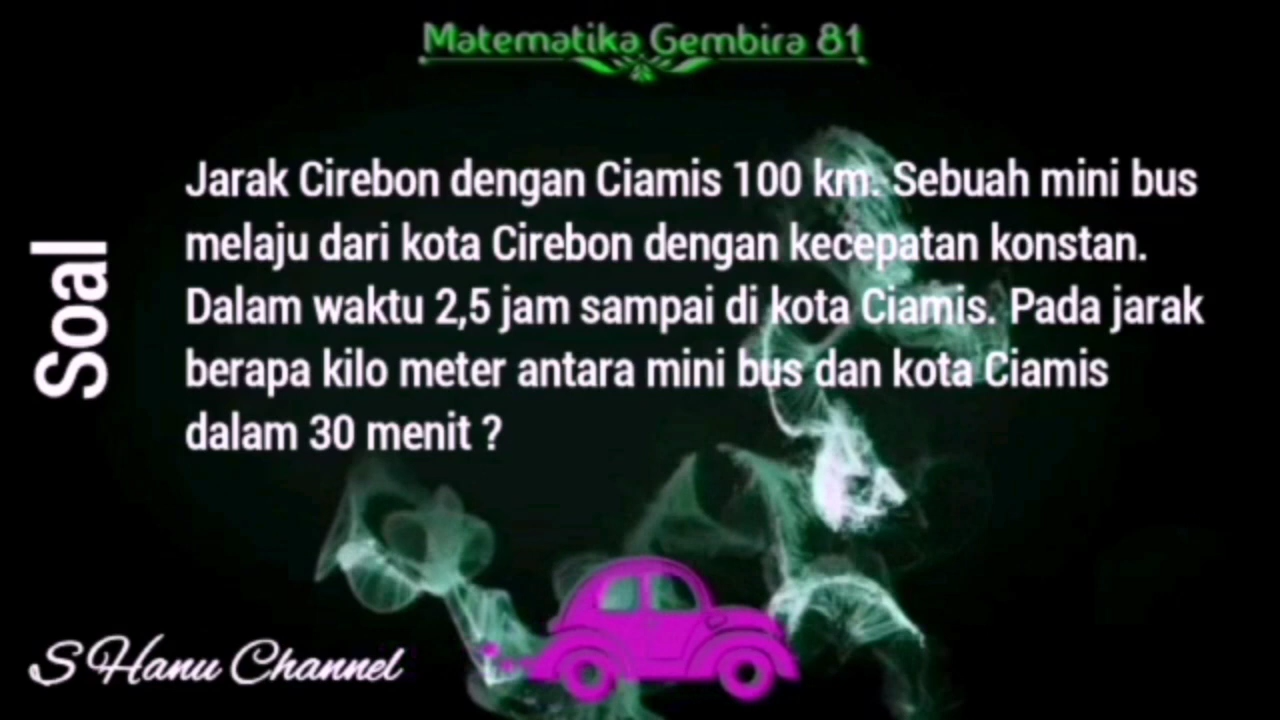 Matematika Gembira 81
Soal
Jarak Cirebon dengan Ciamis 100 km. Sebuah mini bus
melaju dari kota Cirebon dengan kecepatan konstan.
Dalam waktu 2,5 jam sampai di kota Ciamis. Pada jarak
berapa kilo meter antara mini bus dan kota Ciamis
dalam 30 menit ?
S Hanu Channel